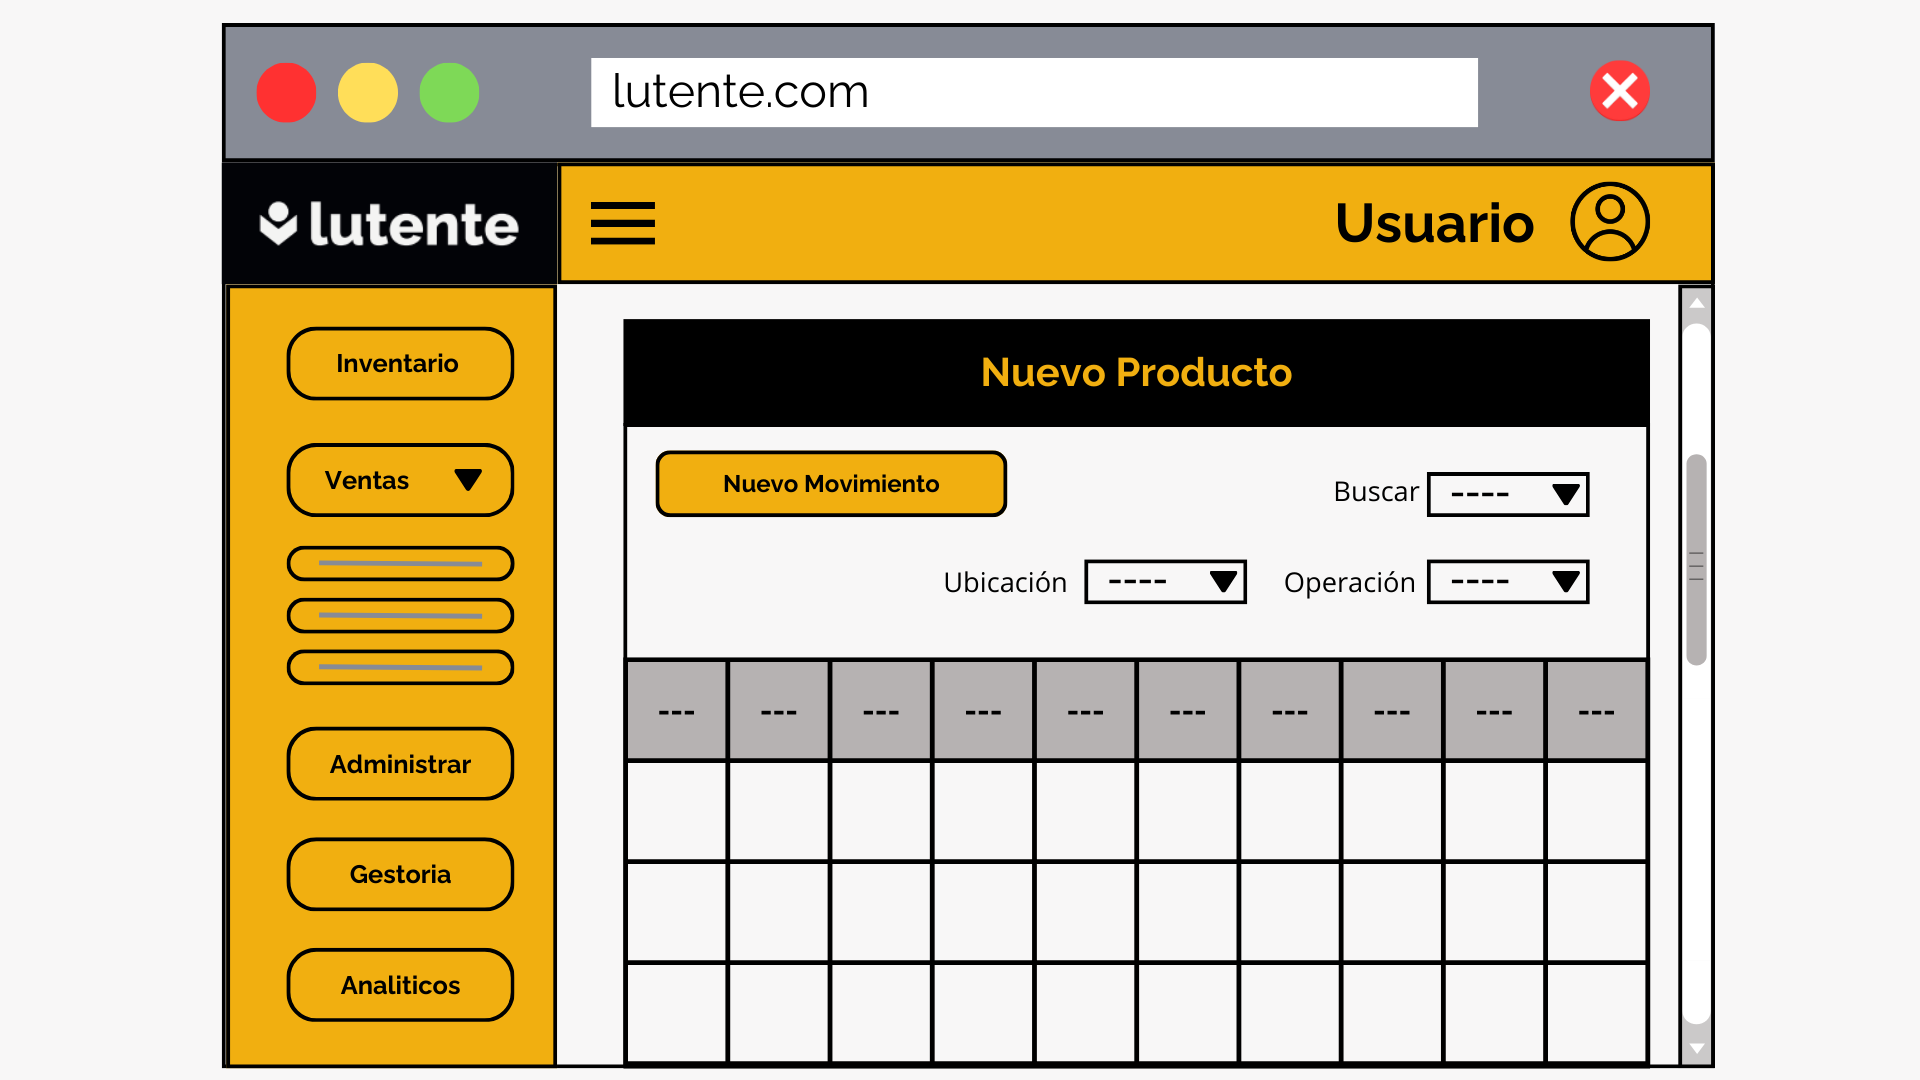 lutente.com
lutente
Usuario
Inventario
Ventas
Administrar
Gestoria
Analiticos
Nuevo Producto
Nuevo Movimiento
Buscar ----
Ubicación ---- Operación ----
--- --- --- --- --- --- --- --- --- ---